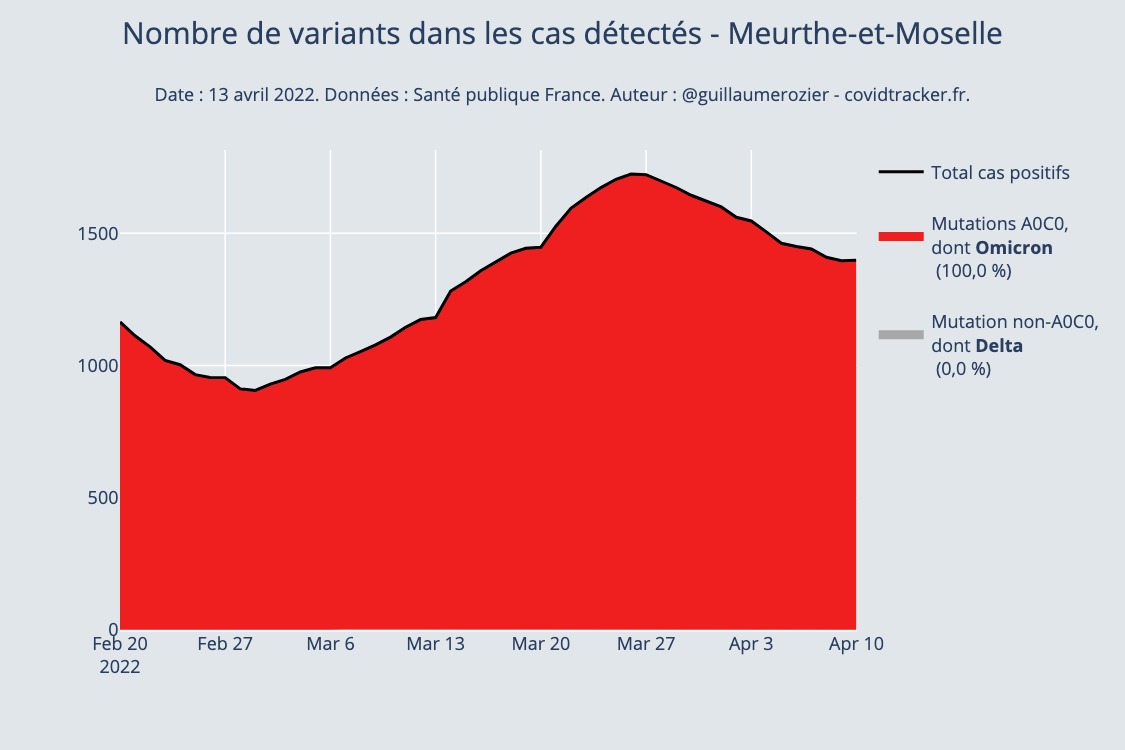 Nombre de variants dans les cas détectés - Meurthe-et-Moselle
Date : 13 avril 2022. Données : Santé publique France. Auteur : @guillaumerozier - covidtracker.fr.
Total cas positifs
Mutations A0C0,
dont Omicron
(100,0 %)
Mutation non-A0C0,
dont Delta
(0,0 %)
1500
1000
500
0
Feb 20 Feb 27 Mar 6 Mar 13 Mar 20 Mar 27 Apr 3 Apr 10
2022